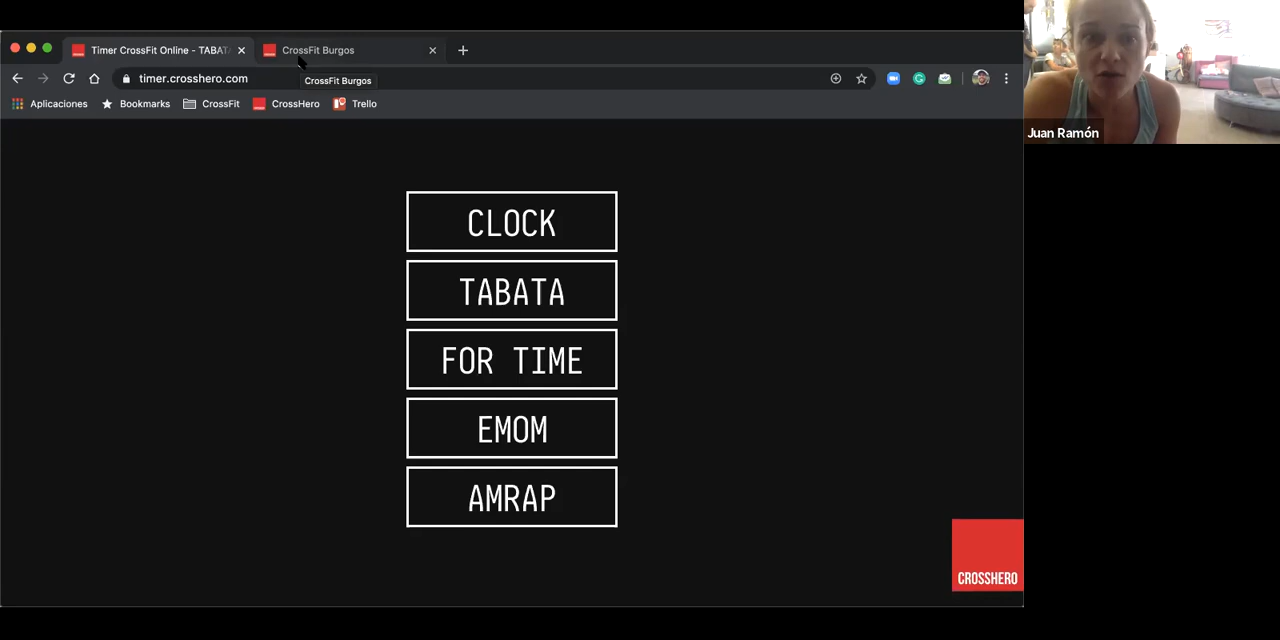 Timer CrossFit Online - TABAT
CrossFit Burgos
timer.crosshero.com
CrossFit Burgos
Aplicaciones
Bookmarks
CrossFit
CrossHero
Trello
Juan Ramón
CLOCK
TABATA
FOR TIME
EMOM
AMRAP
CROSSHERO